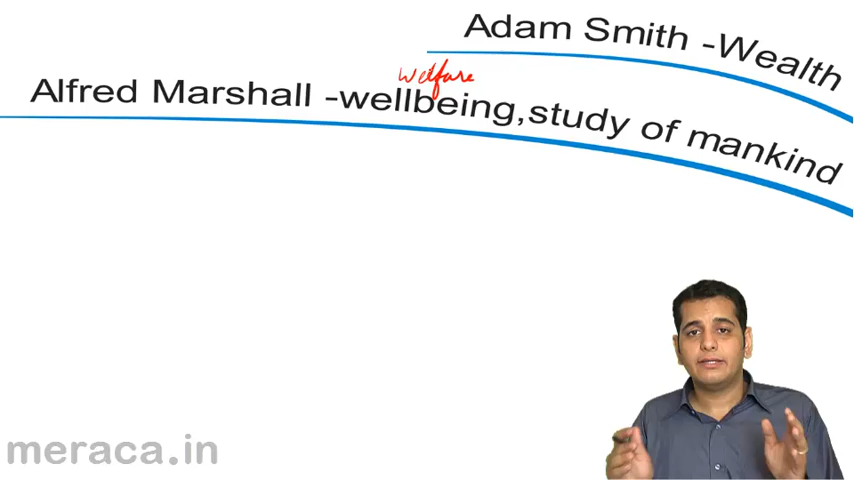 Adam Smith -Wealth
welfare
Alfred Marshall -wellbeing,study of mankind
meraca.in